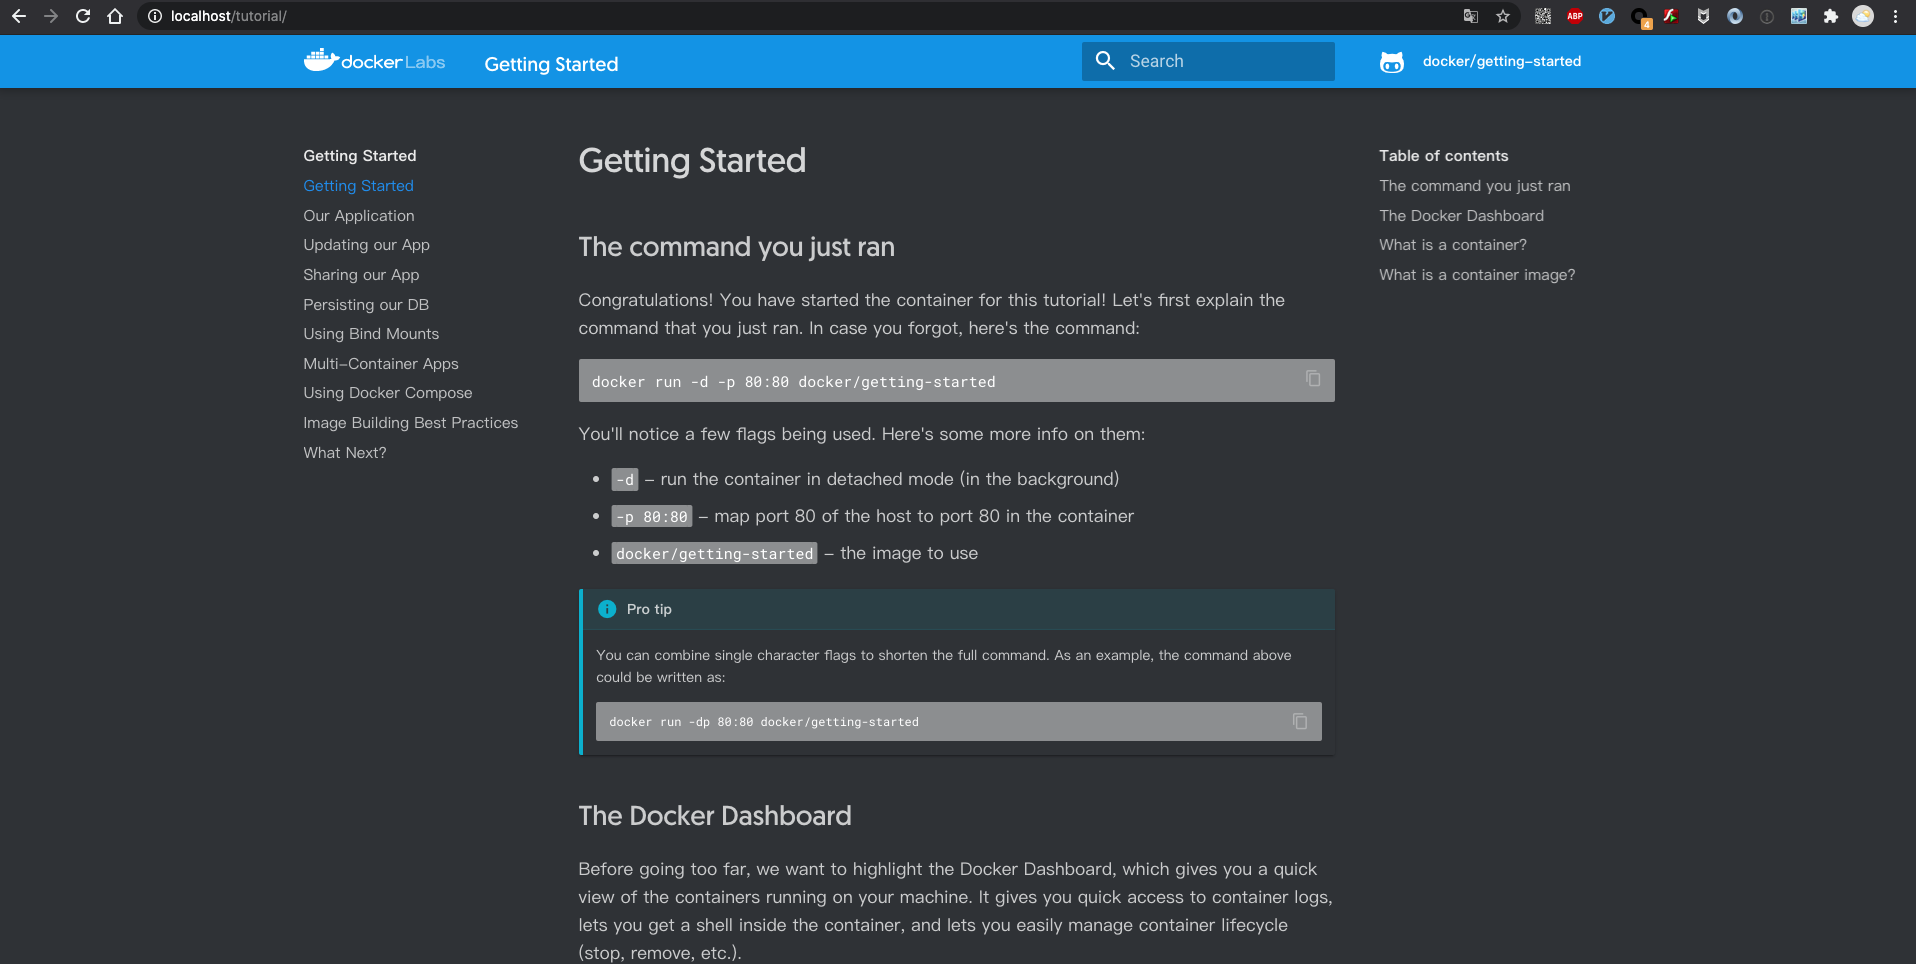 localhost/tutorial/
ABP
4
docker Labs
Getting Started
Search
docker/getting-started
Getting Started
Getting Started
Our Application
Updating our App
Sharing our App
Persisting our DB
Using Bind Mounts
Multi-Container Apps
Using Docker Compose
Image Building Best Practices
What Next?
Getting Started
The command you just ran
Congratulations! You have started the container for this tutorial! Let's first explain the
command that you just ran. In case you forgot, here's the command:
docker run -d -p 80:80 docker/getting-started
You'll notice a few flags being used. Here's some more info on them:
• -d – run the container in detached mode (in the background)
• -p 80:80 – map port 80 of the host to port 80 in the container
• docker/getting-started – the image to use
Pro tip
You can combine single character flags to shorten the full command. As an example, the command above
could be written as:
docker run -dp 80:80 docker/getting-started
The Docker Dashboard
Before going too far, we want to highlight the Docker Dashboard, which gives you a quick
view of the containers running on your machine. It gives you quick access to container logs,
lets you get a shell inside the container, and lets you easily manage container lifecycle
(stop, remove, etc.).
Table of contents
The command you just ran
The Docker Dashboard
What is a container?
What is a container image?